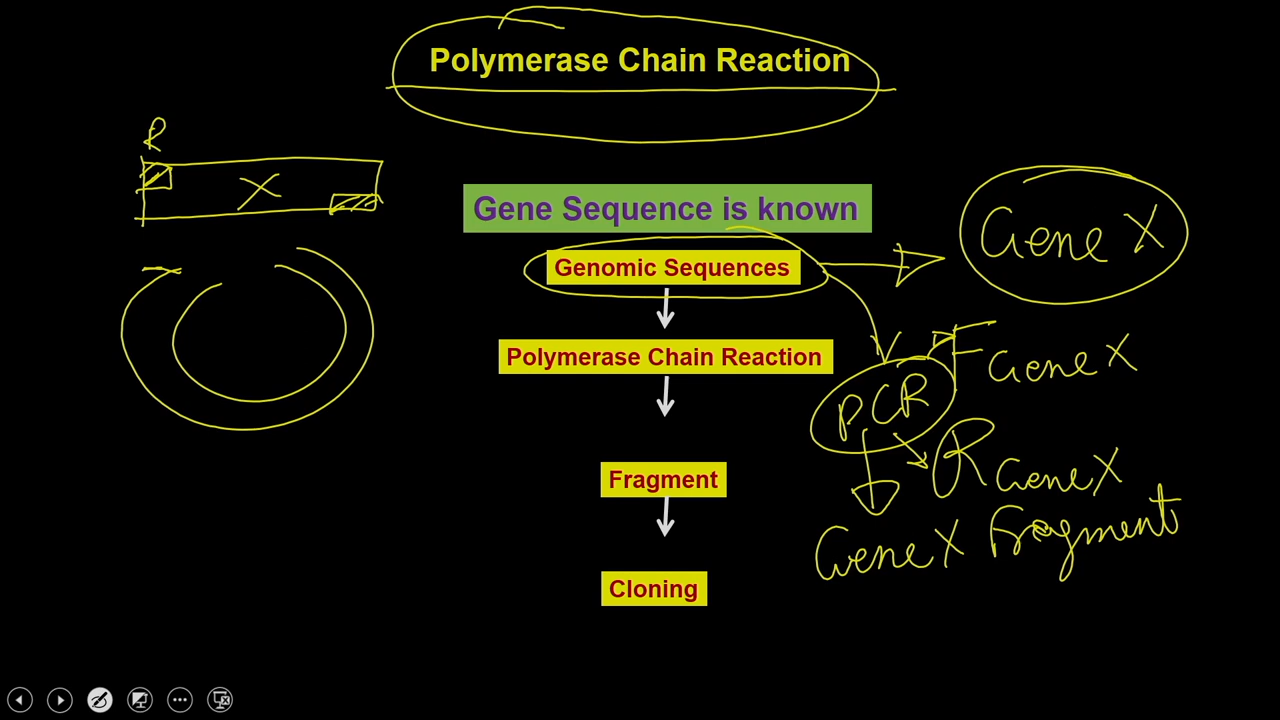 Polymerase Chain Reaction
R
X
Gene Sequence is known
Genomic Sequences
Gene X
Polymerase Chain Reaction
F Gene X
PCR
R Gene X
Fragment
Gene X Fragment
Cloning